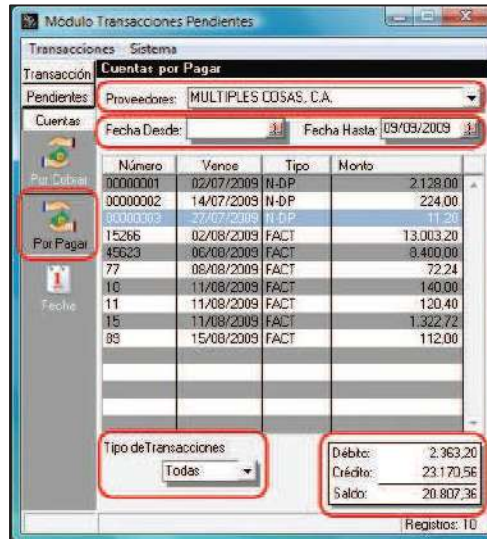 Módulo Transacciones Pendientes
Transacciones Sistema
Transacción
Cuentas por Pagar
Pendientes
Proveedores: MULTIPLES COSAS, C.A.
Cuentas
Fecha Desde: Fecha Hasta: 09/09/2009
Por Cobrar
Por Pagar
Fecha
Número Vence Tipo Monto
00000001 02/07/2009 N-DP 2.128,00
00000002 14/07/2009 N-DP 224,00
00000003 27/07/2009 N-DP 11,20
15266 02/08/2009 FACT 13.003,20
45623 06/08/2009 FACT 8.400,00
77 08/08/2009 FACT 72,24
10 11/08/2009 FACT 140,00
11 11/08/2009 FACT 120,40
15 11/08/2009 FACT 1.322,72
89 15/08/2009 FACT 112,00
Tipo deTransacciones
Todas
Débito: 2.363,20
Crédito: 23.170,56
Saldo: 20.807,36
Registros: 10